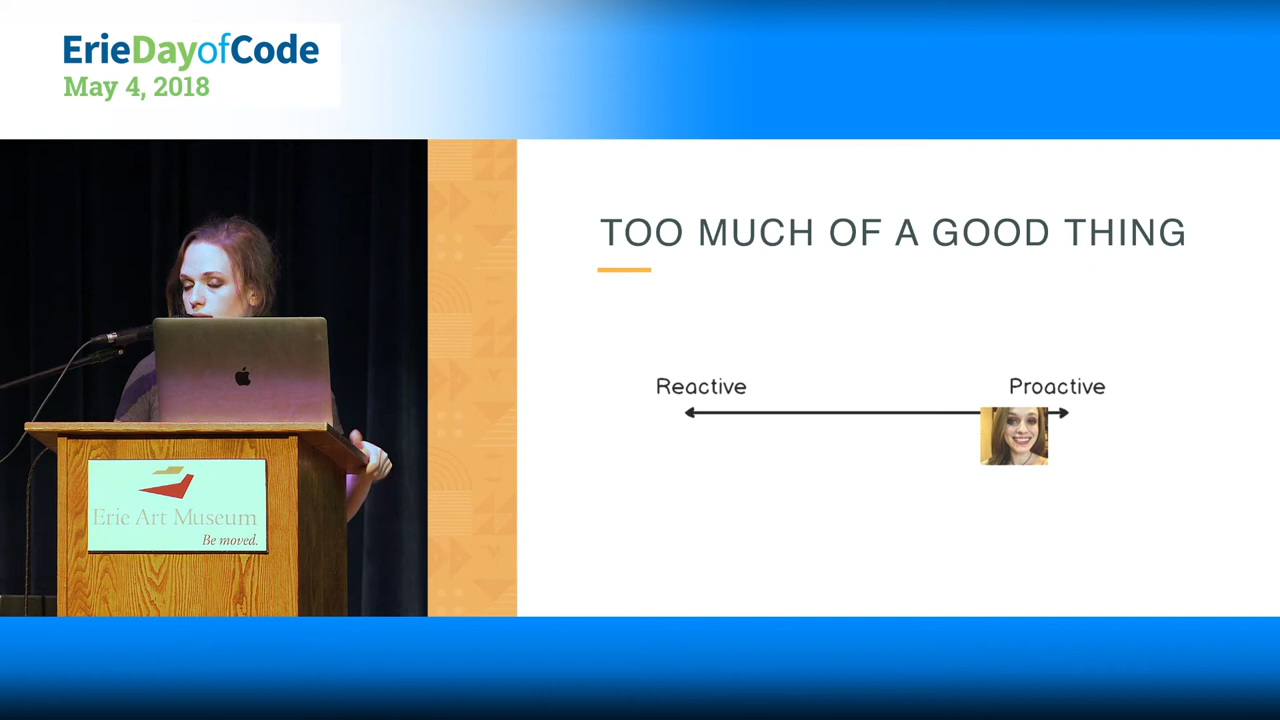 ErieDayofCode
May 4, 2018
TOO MUCH OF A GOOD THING
Reactive
Proactive
Erie Art Museum
Be moved.